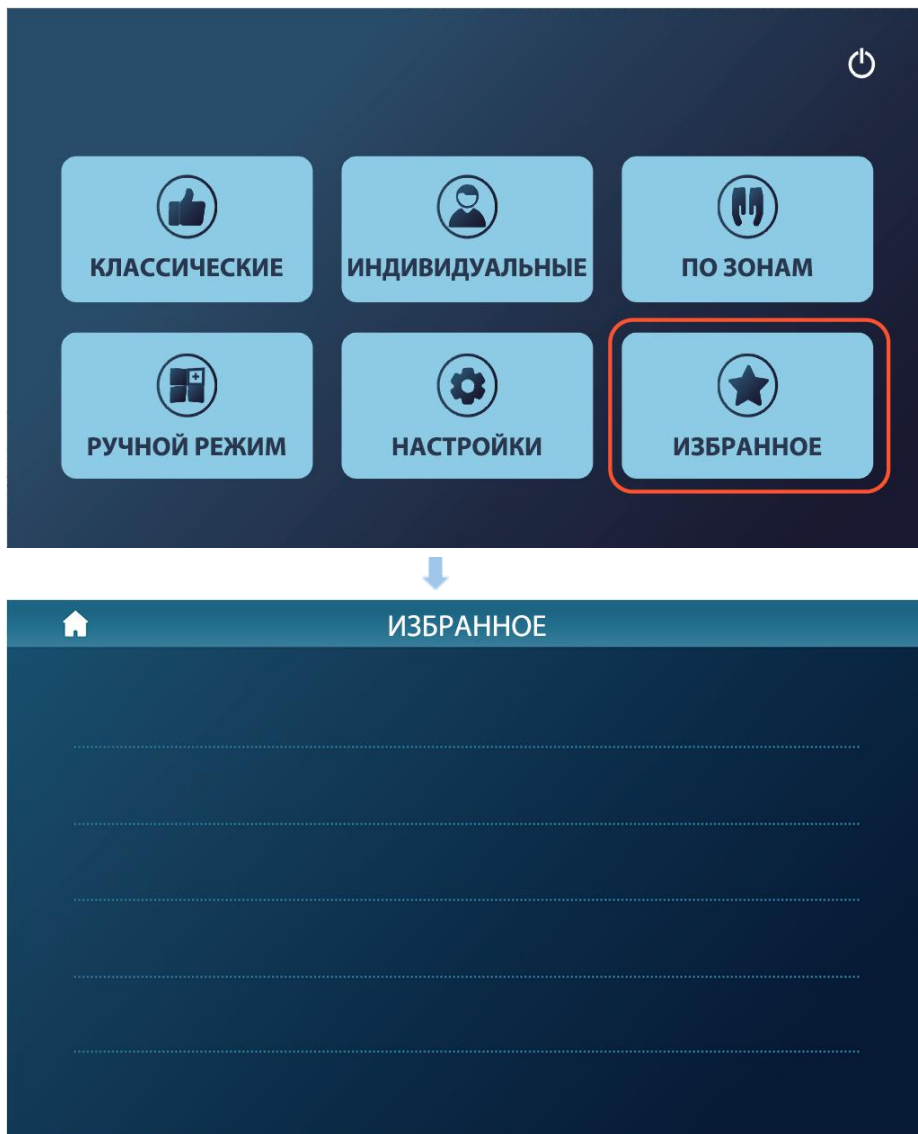 КЛАССИЧЕСКИЕ
ИНДИВИДУАЛЬНЫЕ
ПО ЗОНАМ
РУЧНОЙ РЕЖИМ
НАСТРОЙКИ
ИЗБРАННОЕ
ИЗБРАННОЕ